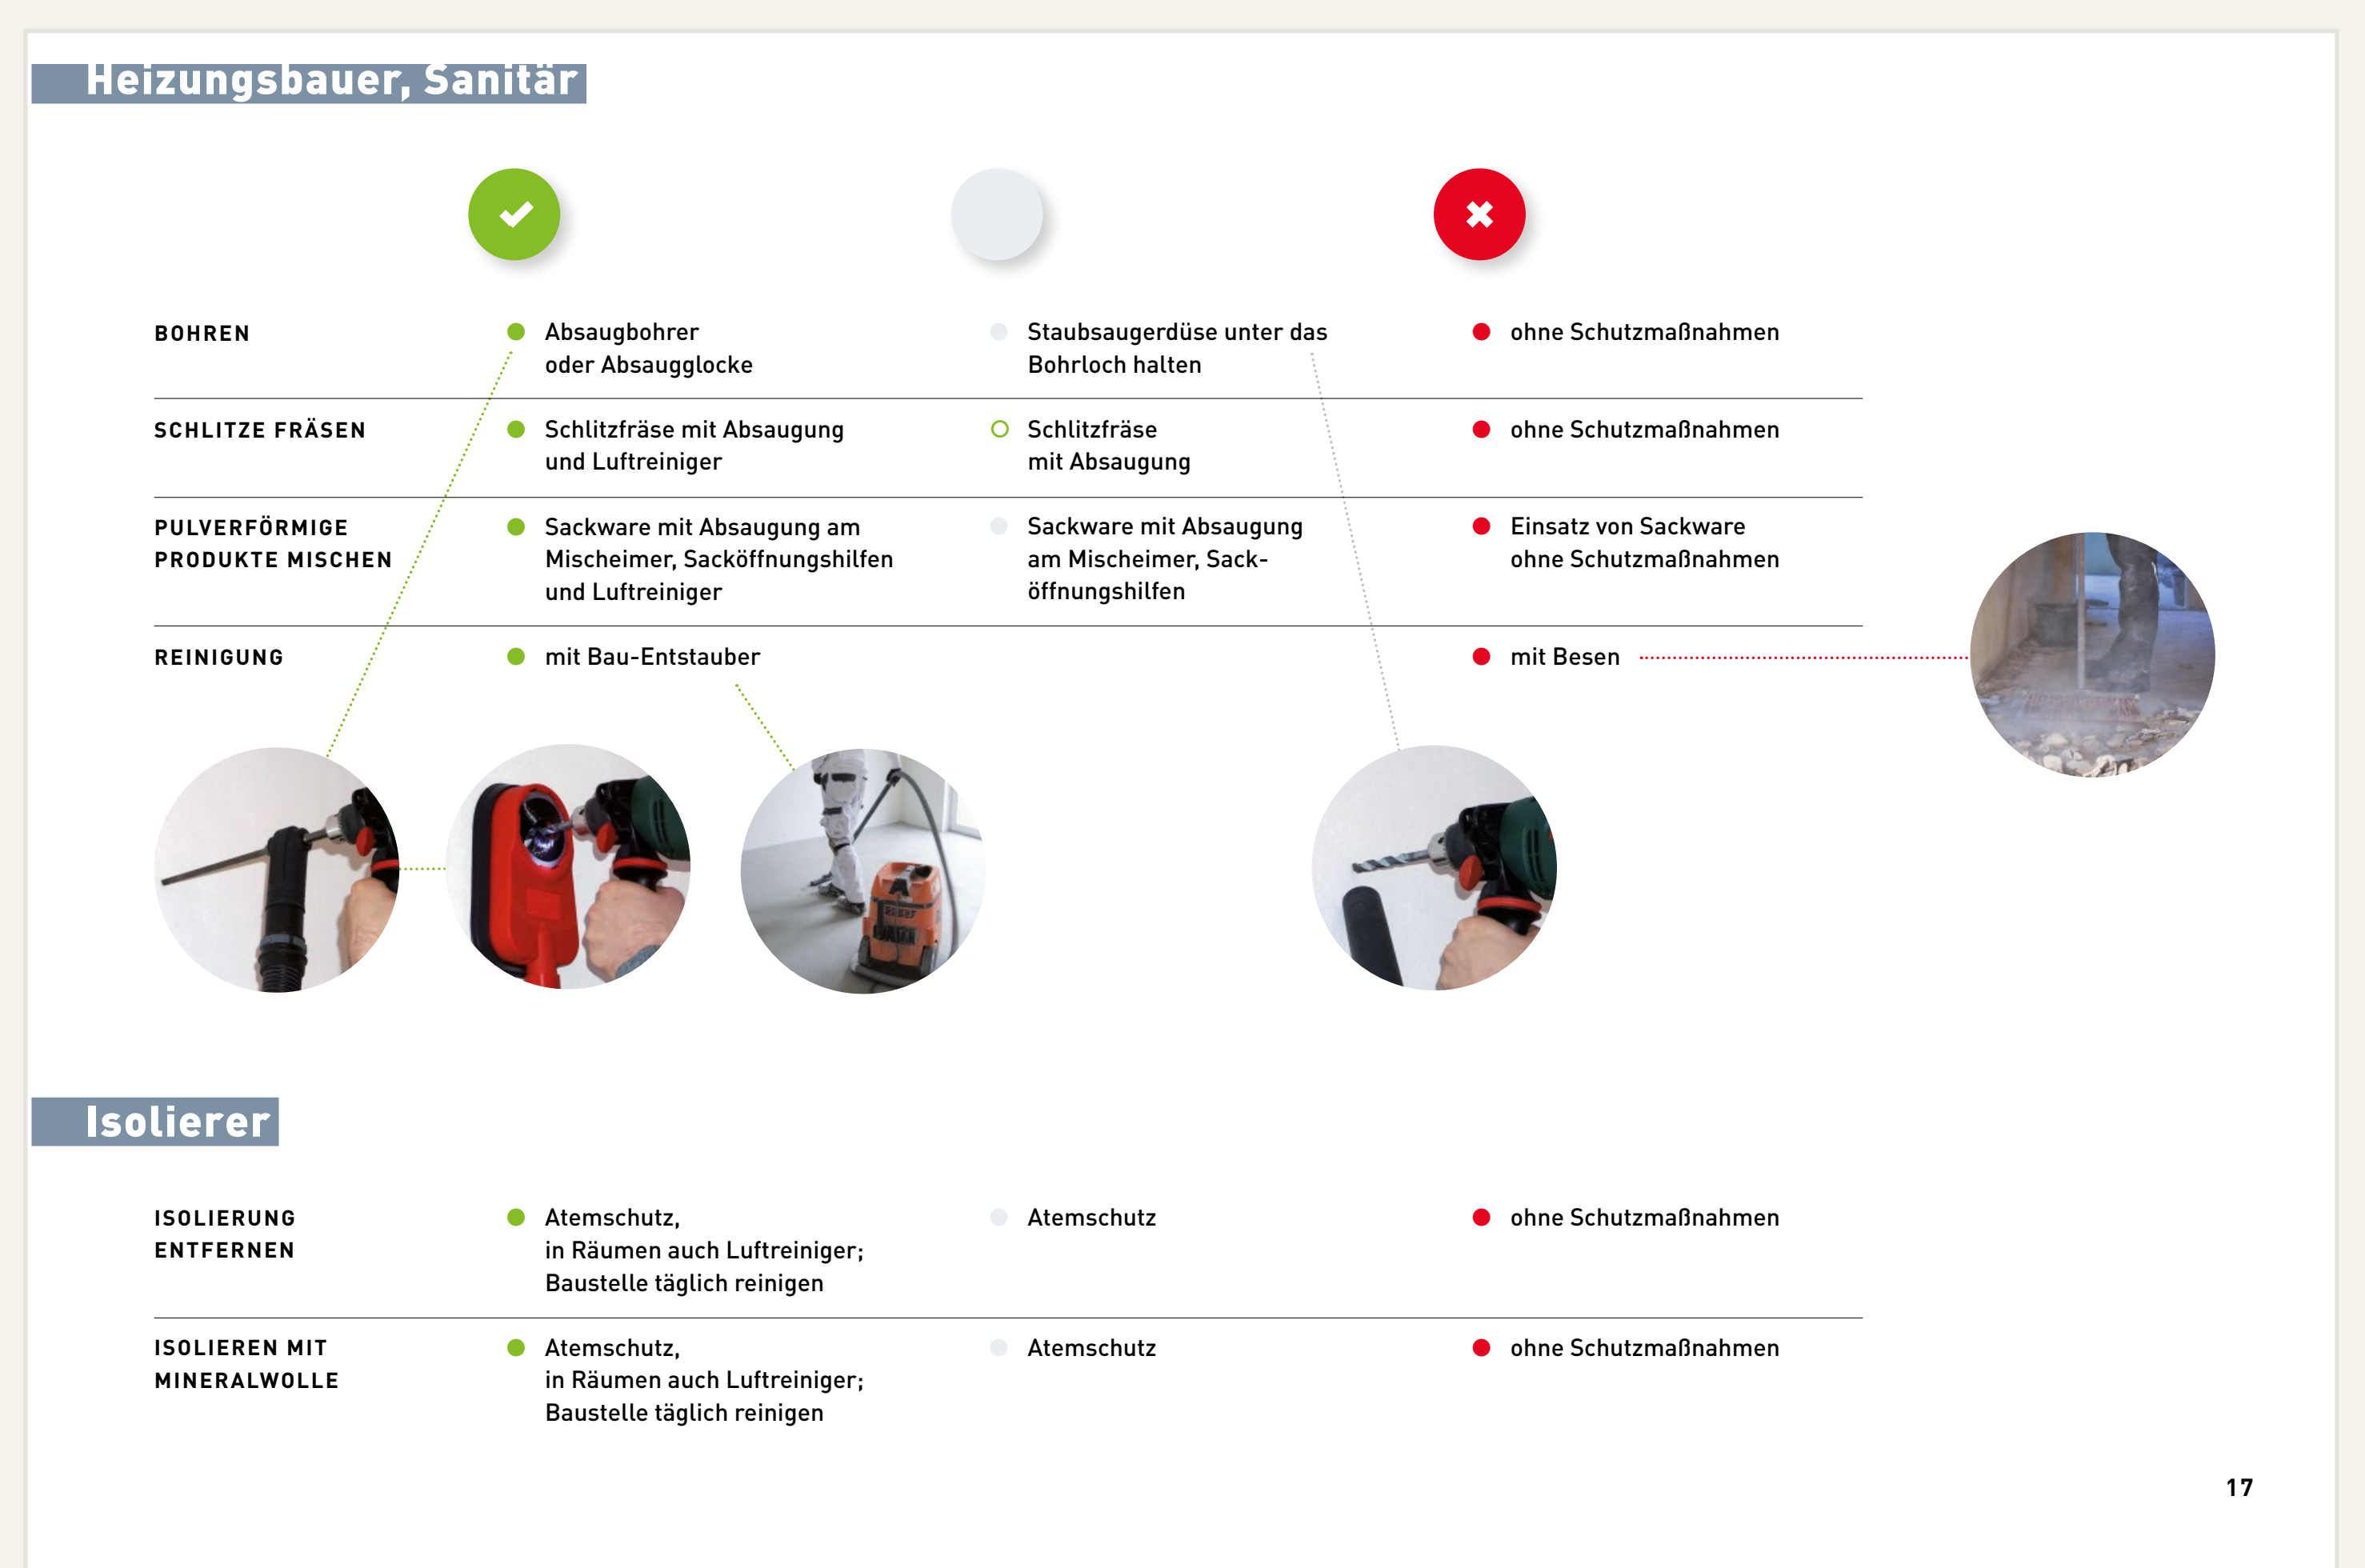 Heizungsbauer, Sanitär
BOHREN
Absaugbohrer
oder Absaugglocke
Staubsaugerdüse unter das
Bohrloch halten
ohne Schutzmaßnahmen
SCHLITZE FRÄSEN
Schlitzfräse mit Absaugung
und Luftreiniger
Schlitzfräse
mit Absaugung
ohne Schutzmaßnahmen
PULVERFÖRMIGE
PRODUKTE MISCHEN
Sackware mit Absaugung am
Mischeimer, Sacköffnungshilfen
und Luftreiniger
Sackware mit Absaugung
am Mischeimer, Sack-
öffnungshilfen
Einsatz von Sackware
ohne Schutzmaßnahmen
REINIGUNG
mit Bau-Entstauber
mit Besen
Isolierer
ISOLIERUNG
ENTFERNEN
Atemschutz,
in Räumen auch Luftreiniger;
Baustelle täglich reinigen
Atemschutz
ohne Schutzmaßnahmen
ISOLIEREN MIT
MINERALWOLLE
Atemschutz,
in Räumen auch Luftreiniger;
Baustelle täglich reinigen
Atemschutz
ohne Schutzmaßnahmen
17